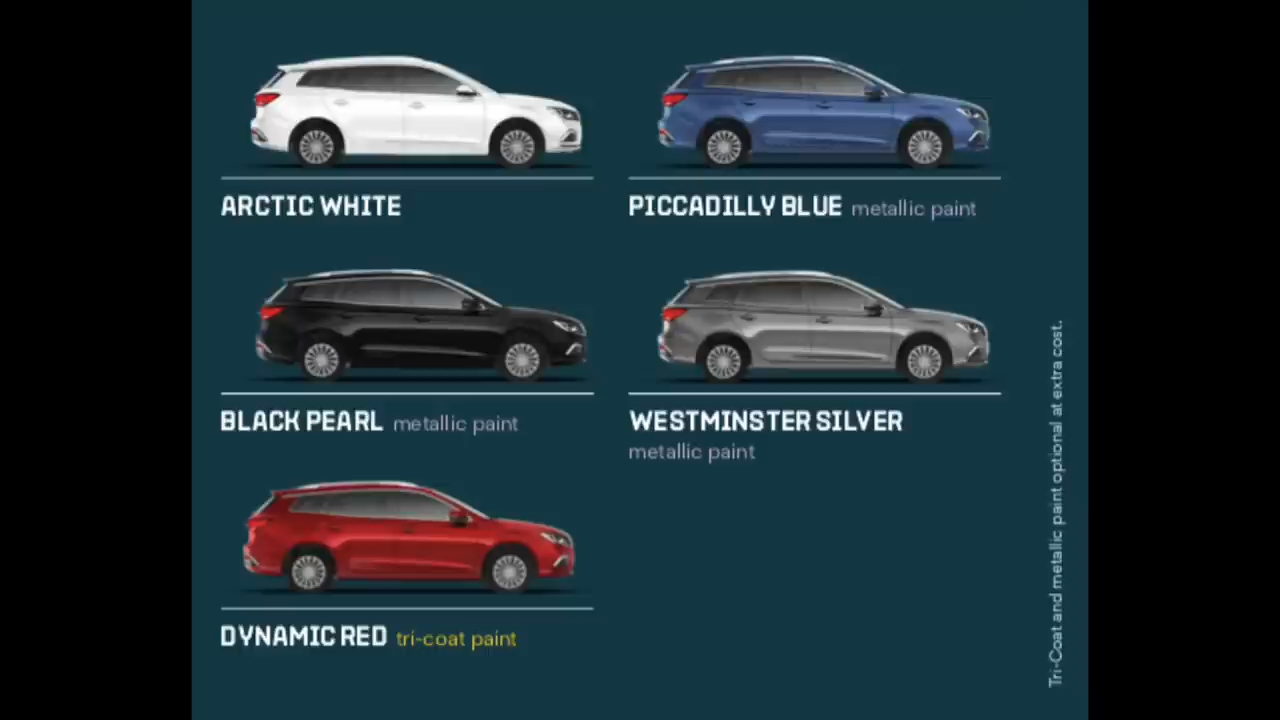 ARCTIC WHITE
PICCADILLY BLUE metallic paint
BLACK PEARL metallic paint
WESTMINSTER SILVER
metallic paint
DYNAMIC RED tri-coat paint
Tri-Coat and metallic paint optional at extra cost.